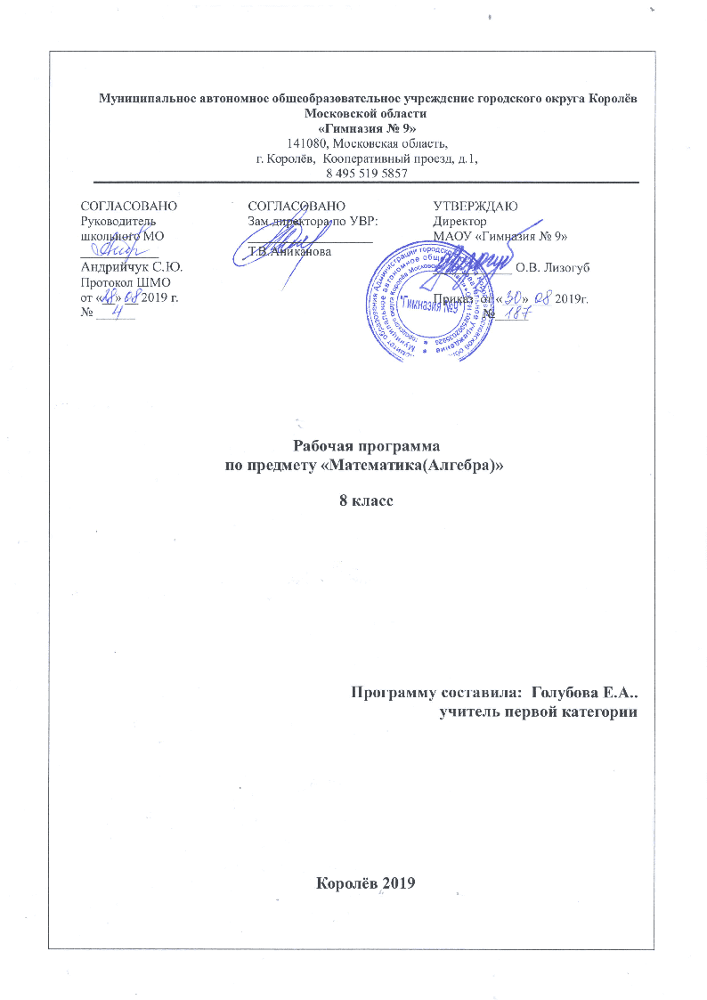 Муниципальное автономное общеобразовательное учреждение городского округа Королёв
Московской области
«Гимназия № 9»
141080, Московская область,
г. Королёв, Кооперативный проезд, д.1,
8 495 519 5857
СОГЛАСОВАНО
Руководитель
школьного МО
Андрийчук С.Ю.
Протокол ШМО
от «28» 08 2019 г.
№ 4
СОГЛАСОВАНО
Зам.директора по УВР:
Т.В.Аниканова
УТВЕРЖДАЮ
Директор
МАОУ «Гимназия № 9»
О.В. Лизогуб
Приказ от «30» 08 2019г.
№ 187
"Гимназия №9"
Рабочая программа
по предмету «Математика(Алгебра)»
8 класс
Программу составила: Голубова Е.А..
учитель первой категории
Королёв 2019